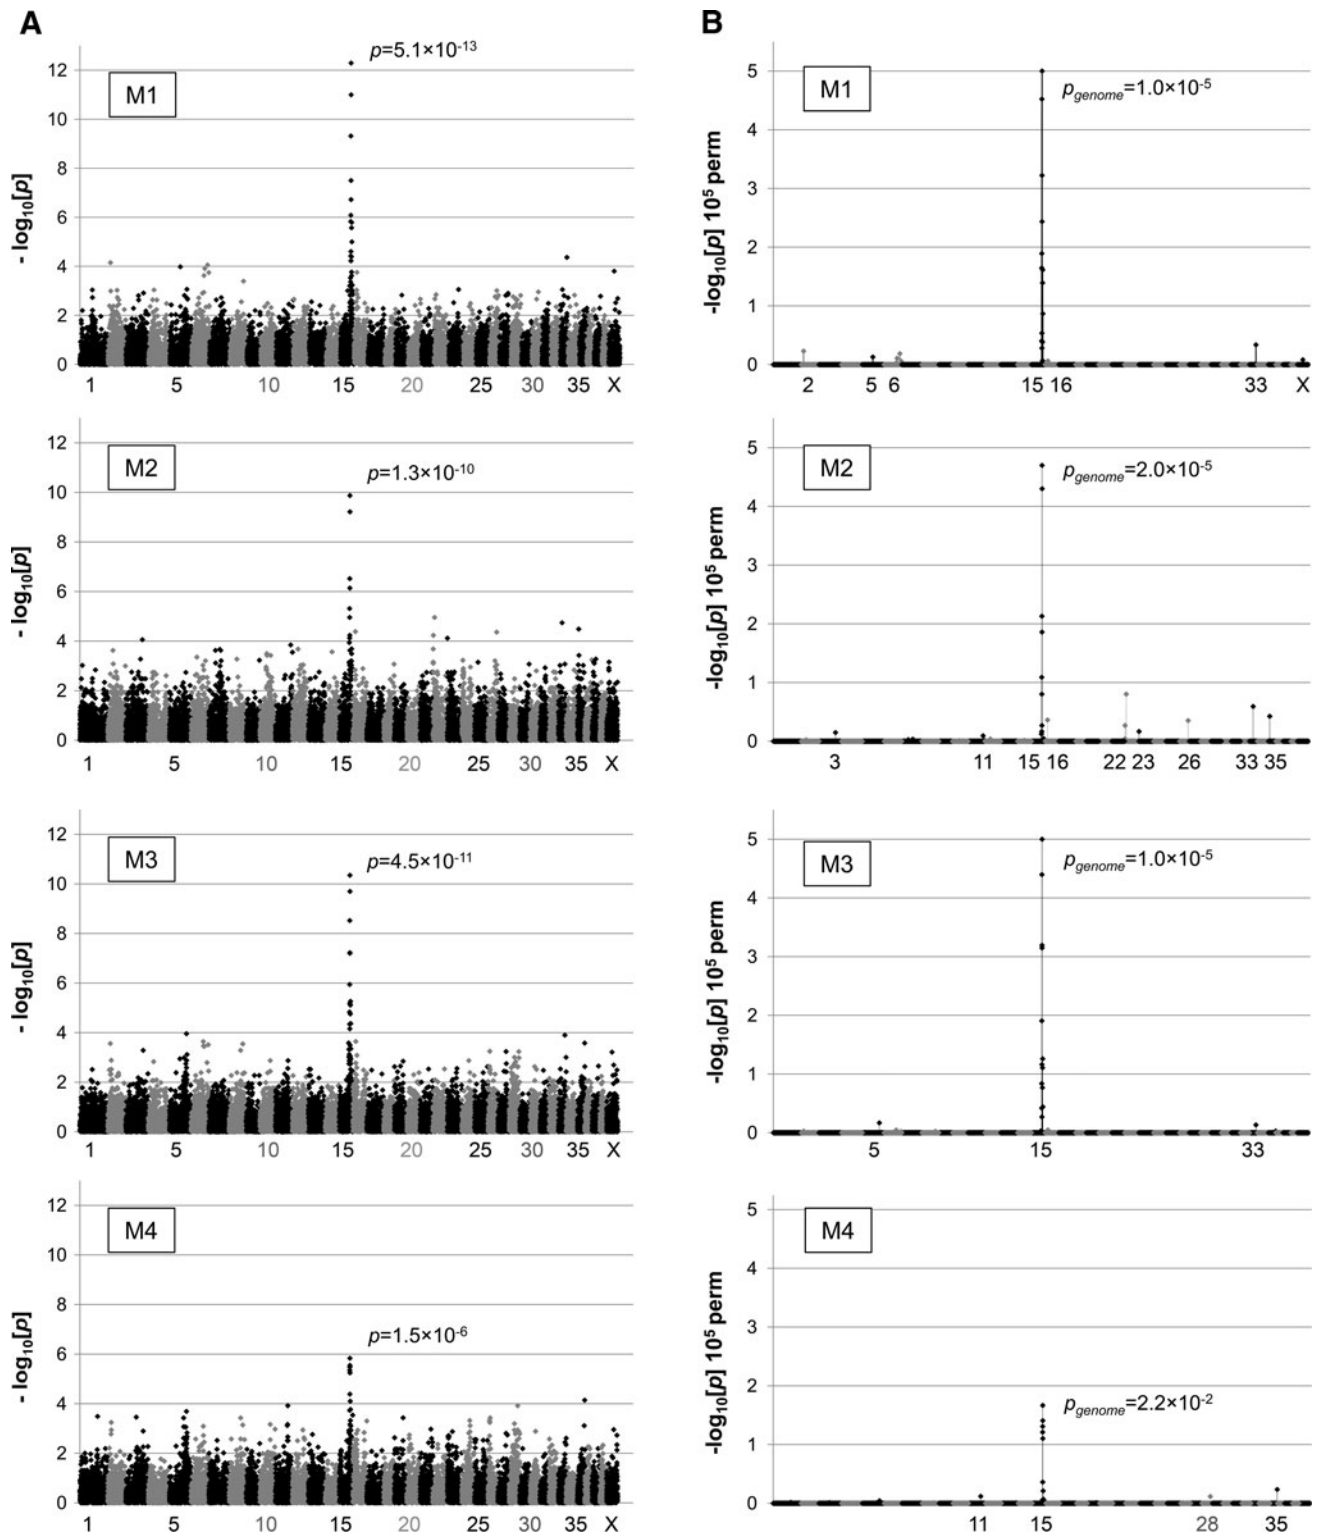 A
B
p=5.1×10-13
12
M1
10
8
6
4
2
0
- log10[p]
1 5 10 15 20 25 30 35 X
5
M1
pgenome=1.0×10-5
4
3
2
1
0
-log10[p] 10^5 perm
2 5 6 15 16 33 X
12
M2
p=1.3×10-10
10
8
6
4
2
0
- log10[p]
1 5 10 15 20 25 30 35 X
5
M2
pgenome=2.0×10-5
4
3
2
1
0
-log10[p] 10^5 perm
3 11 15 16 22 23 26 33 35
12
M3
p=4.5×10-11
10
8
6
4
2
0
- log10[p]
1 5 10 15 20 25 30 35 X
5
M3
pgenome=1.0×10-5
4
3
2
1
0
-log10[p] 10^5 perm
5 15 33
12
M4
10
8
p=1.5×10-6
6
4
2
0
- log10[p]
1 5 10 15 20 25 30 35 X
5
M4
4
3
2
pgenome=2.2×10-2
1
0
-log10[p] 10^5 perm
11 15 28 35